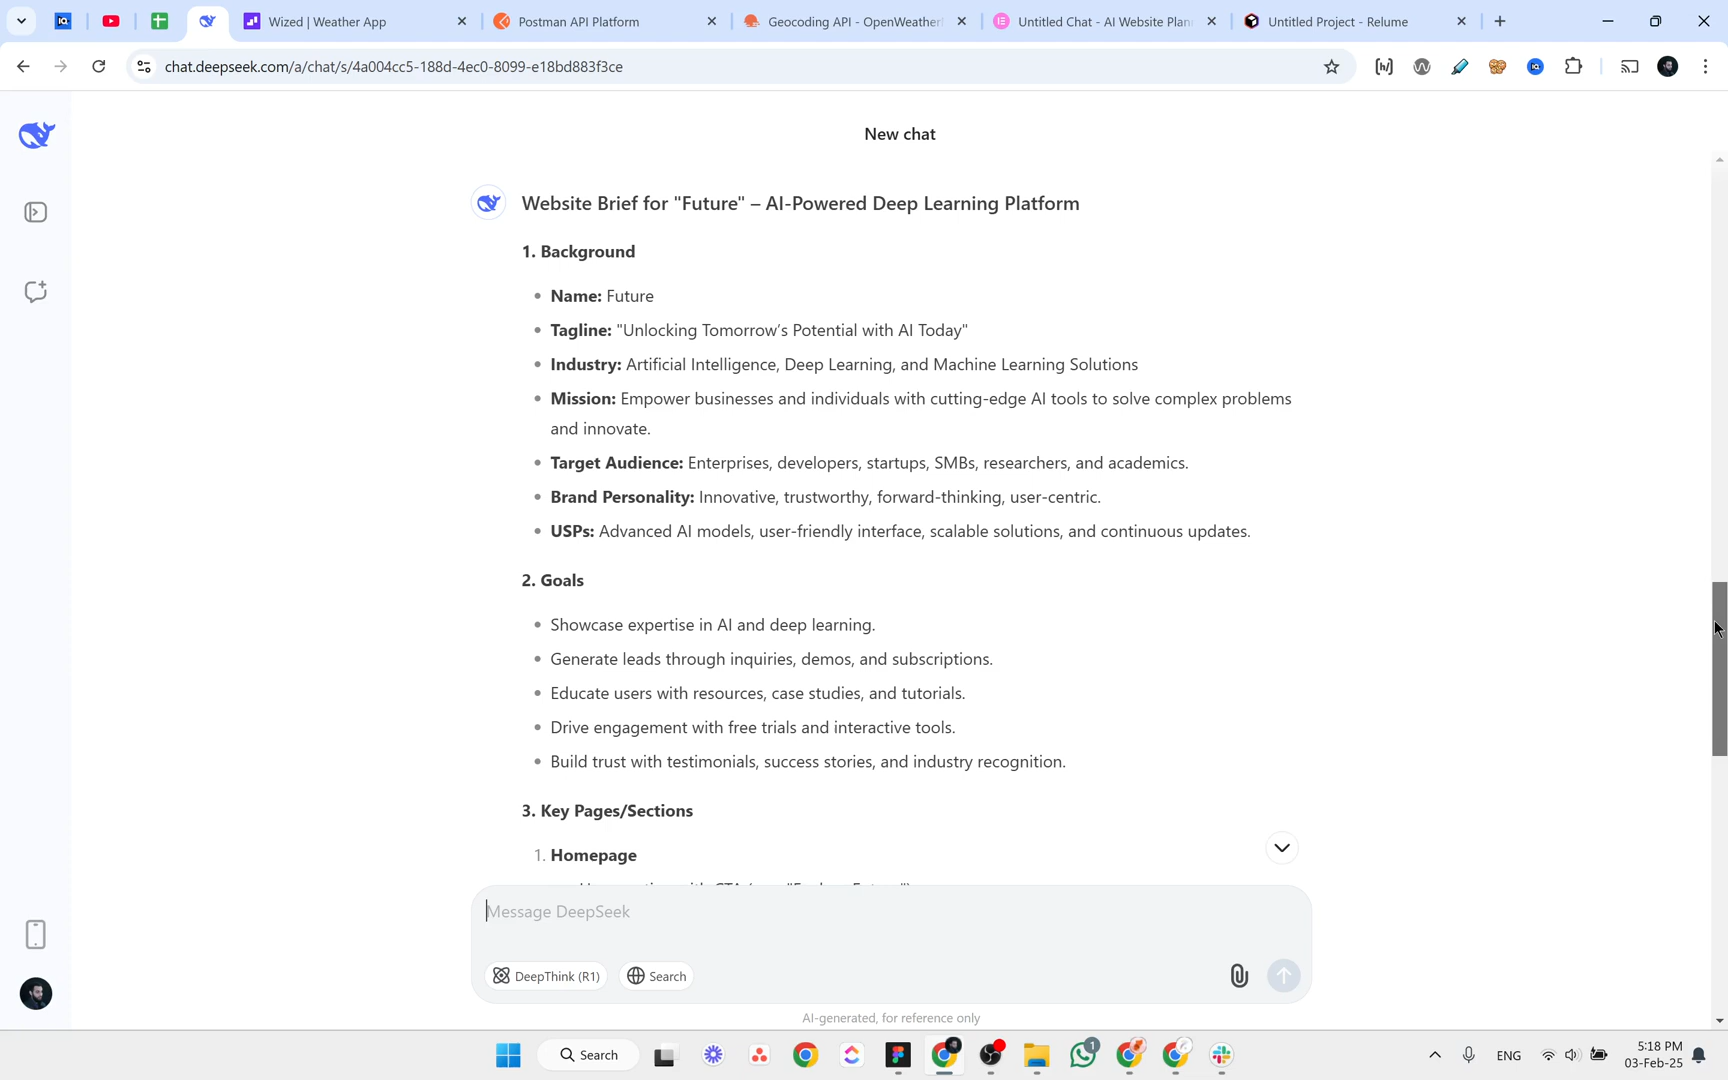 Wized | Weather App
Postman API Platform
Geocoding API - OpenWeather
Untitled Chat - AI Website Plan
Untitled Project - Relume
chat.deepseek.com/a/chat/s/4a004cc5-188d-4ec0-8099-e18bd883f3ce
New chat
Website Brief for "Future" – AI-Powered Deep Learning Platform
1. Background
Name: Future
Tagline: "Unlocking Tomorrow's Potential with AI Today"
Industry: Artificial Intelligence, Deep Learning, and Machine Learning Solutions
Mission: Empower businesses and individuals with cutting-edge AI tools to solve complex problems
and innovate.
Target Audience: Enterprises, developers, startups, SMBs, researchers, and academics.
Brand Personality: Innovative, trustworthy, forward-thinking, user-centric.
USPs: Advanced AI models, user-friendly interface, scalable solutions, and continuous updates.
2. Goals
Showcase expertise in AI and deep learning.
Generate leads through inquiries, demos, and subscriptions.
Educate users with resources, case studies, and tutorials.
Drive engagement with free trials and interactive tools.
Build trust with testimonials, success stories, and industry recognition.
3. Key Pages/Sections
1. Homepage
Message DeepSeek
DeepThink (R1)
Search
AI-generated, for reference only
Search
1
ENG
5:18 PM
03-Feb-25